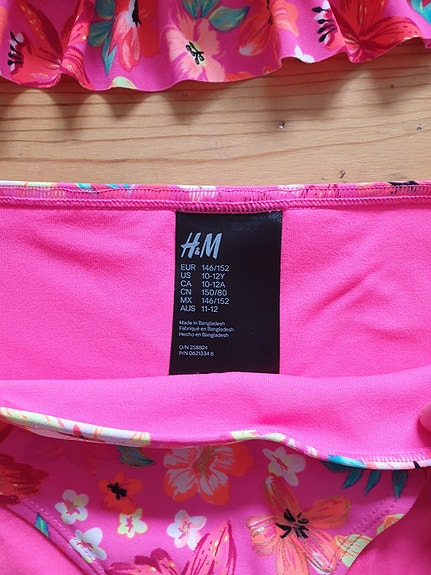 H&M
EUR 146/152
US 10-12Y
CA 10-12A
CN 150/80
MX 146/152
AUS 11-12
Made in Bangladesh
Fabriqué en Bangladesh
Hecho en Bangladesh
O/N 258824
P/N 0621334 8